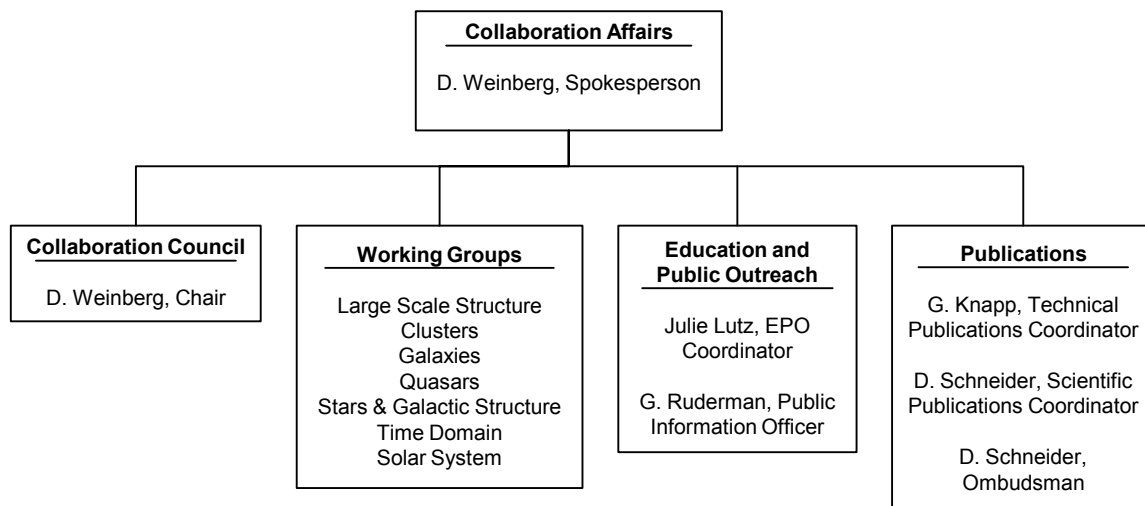 Collaboration Affairs
D. Weinberg, Spokesperson
Collaboration Council
D. Weinberg, Chair
Working Groups
Large Scale Structure
Clusters
Galaxies
Quasars
Stars & Galactic Structure
Time Domain
Solar System
Education and
Public Outreach
Julie Lutz, EPO
Coordinator
G. Ruderman, Public
Information Officer
Publications
G. Knapp, Technical
Publications Coordinator
D. Schneider, Scientific
Publications Coordinator
D. Schneider,
Ombudsman